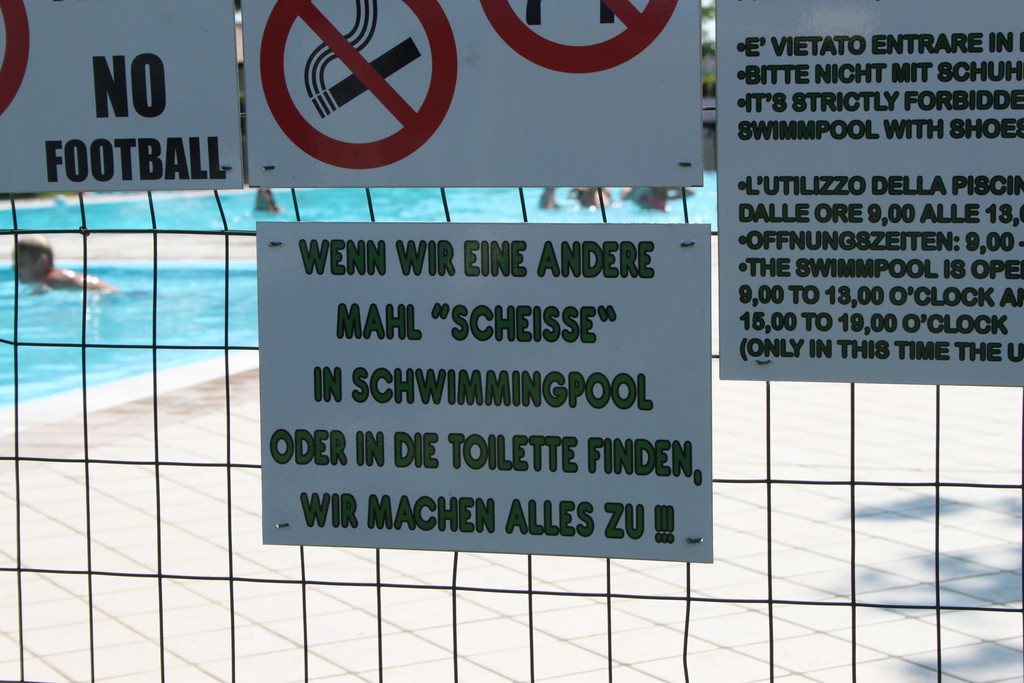 NO
FOOTBALL
WENN WIR EINE ANDERE
MAHL "SCHEISSE"
IN SCHWIMMINGPOOL
ODER IN DIE TOILETTE FINDEN,
WIR MACHEN ALLES ZU !!!
•E' VIETATO ENTRARE IN
•BITTE NICHT MIT
•IT'S STRICTLY
SWIMMPOOL WITH SHOES
•L'UTILIZZO DELLA
DALLE ORE 9,00 ALLE
•OFFNUNGSZEITEN: 9,00 -
•THE SWIMMPOOL IS
9,00 TO 13,00 O'CLOCK
15,00 TO 19,00 O'CLOCK
(ONLY IN THIS TIME THE